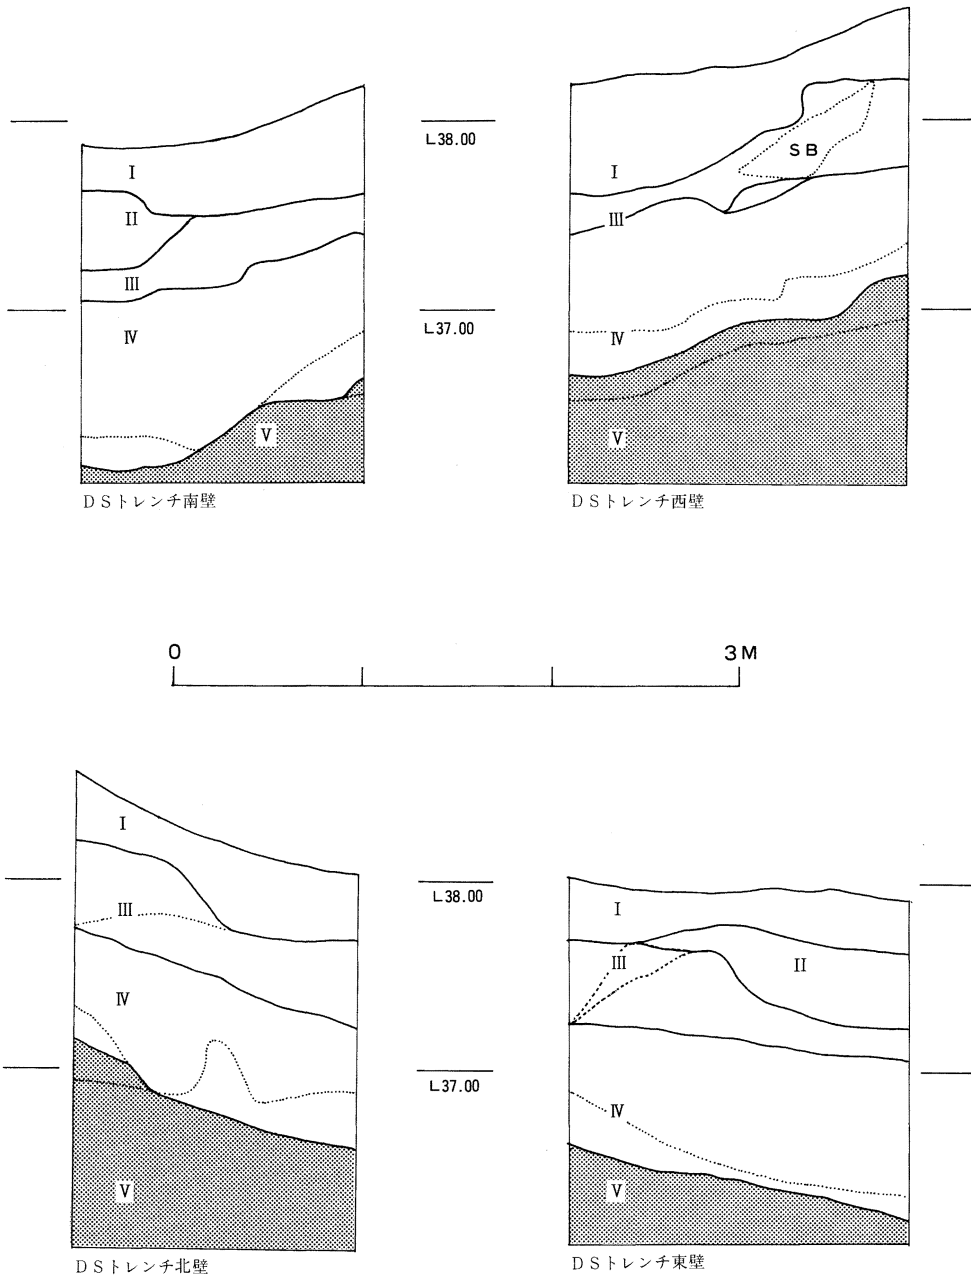 I
II
III
IV
V
DSトレンチ南壁
L38.00
L37.00
I
SB
III
IV
V
DSトレンチ西壁
0 3M
I
III
IV
V
DSトレンチ北壁
L38.00
L37.00
I
II
III
IV
V
DSトレンチ東壁